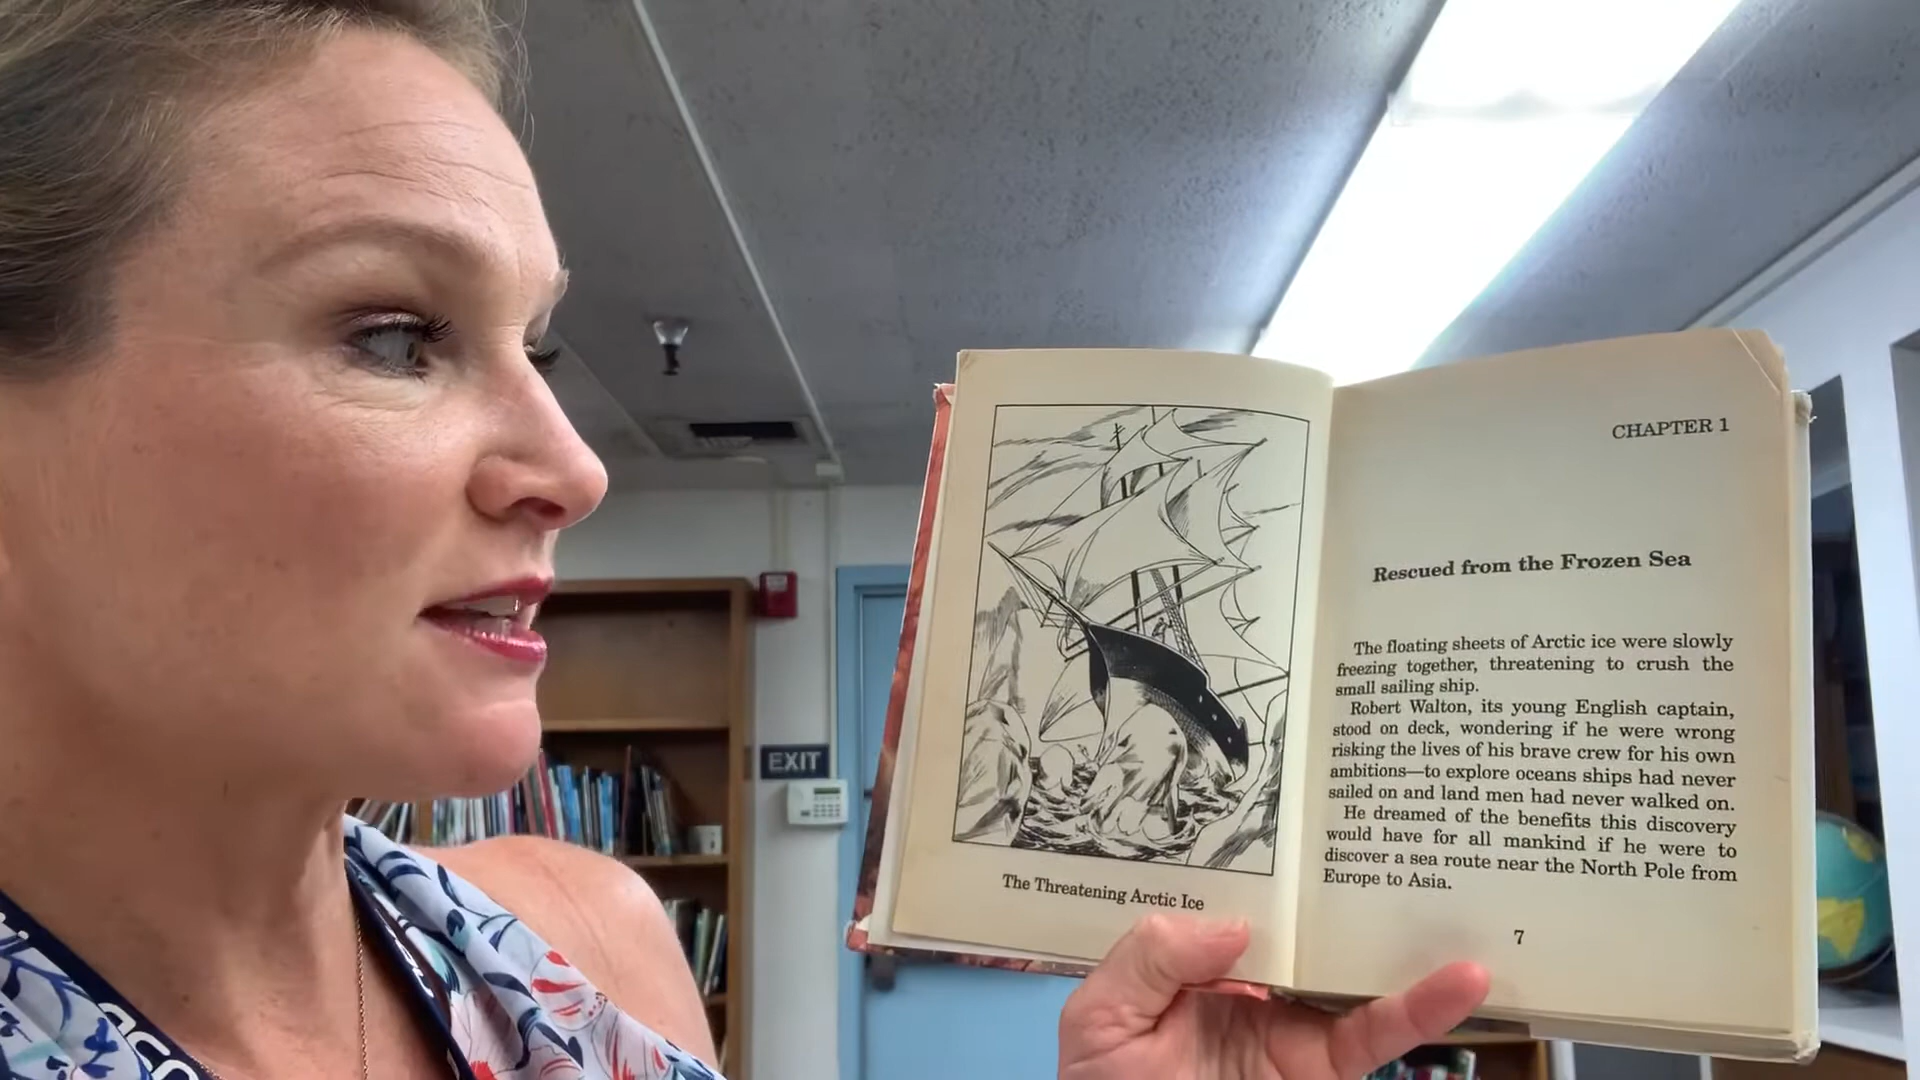 EXIT
The Threatening Arctic Ice
CHAPTER 1
Rescued from the Frozen Sea
The floating sheets of Arctic ice were slowly
freezing together, threatening to crush the
small sailing ship.
Robert Walton, its young English captain,
stood on deck, wondering if he were wrong
risking the lives of his brave crew for his own
ambitions—to explore oceans ships had never
sailed on and land men had never walked on.
He dreamed of the benefits this discovery
would have for all mankind if he were to
discover a sea route near the North Pole from
Europe to Asia.
7